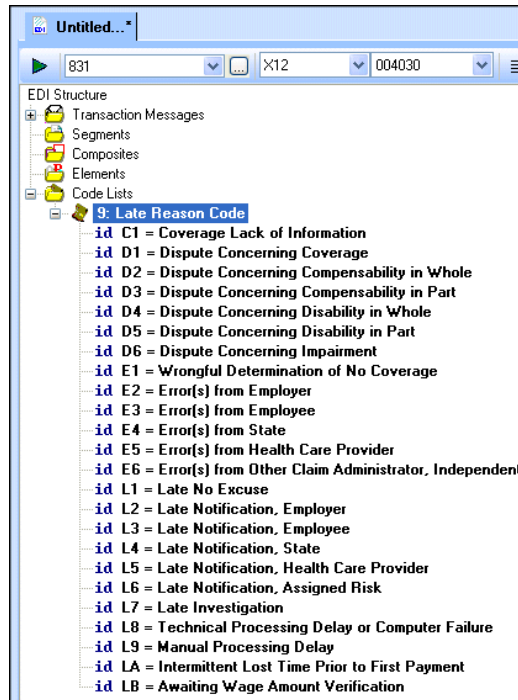 EDI Untitled...*
831 ... X12 004030
EDI Structure
Transaction Messages
Segments
Composites
Elements
Code Lists
9: Late Reason Code
id C1 = Coverage Lack of Information
id D1 = Dispute Concerning Coverage
id D2 = Dispute Concerning Compensability in Whole
id D3 = Dispute Concerning Compensability in Part
id D4 = Dispute Concerning Disability in Whole
id D5 = Dispute Concerning Disability in Part
id D6 = Dispute Concerning Impairment
id E1 = Wrongful Determination of No Coverage
id E2 = Error(s) from Employer
id E3 = Error(s) from Employee
id E4 = Error(s) from State
id E5 = Error(s) from Health Care Provider
id E6 = Error(s) from Other Claim Administrator, Independent
id L1 = Late No Excuse
id L2 = Late Notification, Employer
id L3 = Late Notification, Employee
id L4 = Late Notification, State
id L5 = Late Notification, Health Care Provider
id L6 = Late Notification, Assigned Risk
id L7 = Late Investigation
id L8 = Technical Processing Delay or Computer Failure
id L9 = Manual Processing Delay
id LA = Intermittent Lost Time Prior to First Payment
id LB = Awaiting Wage Amount Verification